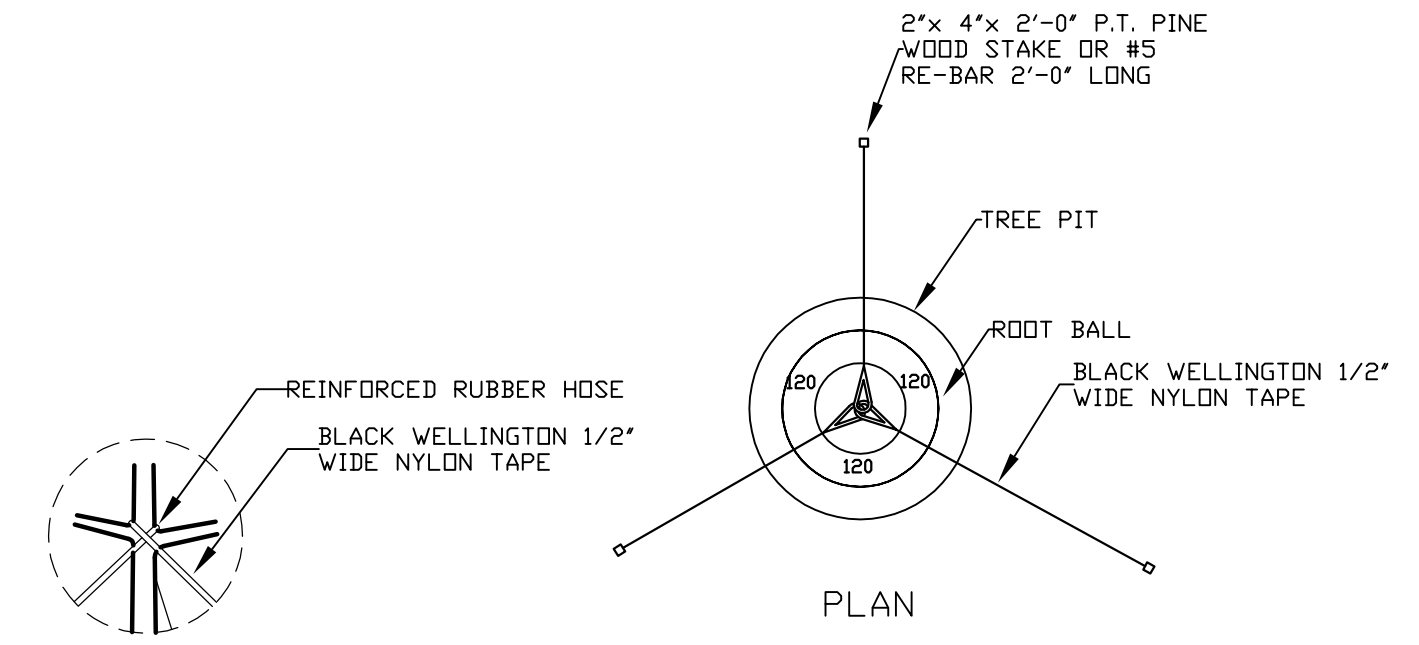 2"x 4"x 2'-0" P.T. PINE
WOOD STAKE OR #5
RE-BAR 2'-0" LONG
TREE PIT
ROOT BALL
BLACK WELLINGTON 1/2"
WIDE NYLON TAPE
120
120
120
PLAN
REINFORCED RUBBER HOSE
BLACK WELLINGTON 1/2"
WIDE NYLON TAPE